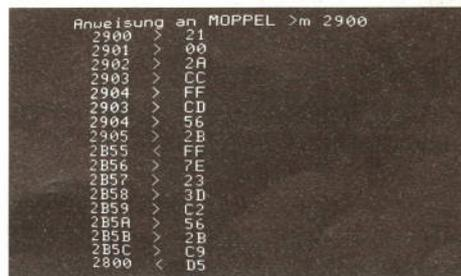 Anweisung an MOPPEL >m 2900
2900 > 21
2901 > 00
2902 > 2A
2903 > CC
2904 > FF
2903 > CD
2904 > 56
2905 > 2B
2B55 < FF
2B56 > 7E
2B57 > 23
2B58 > 3D
2B59 > C2
2B5A > 56
2B5B > 2B
2B5C > C9
2800 < D5